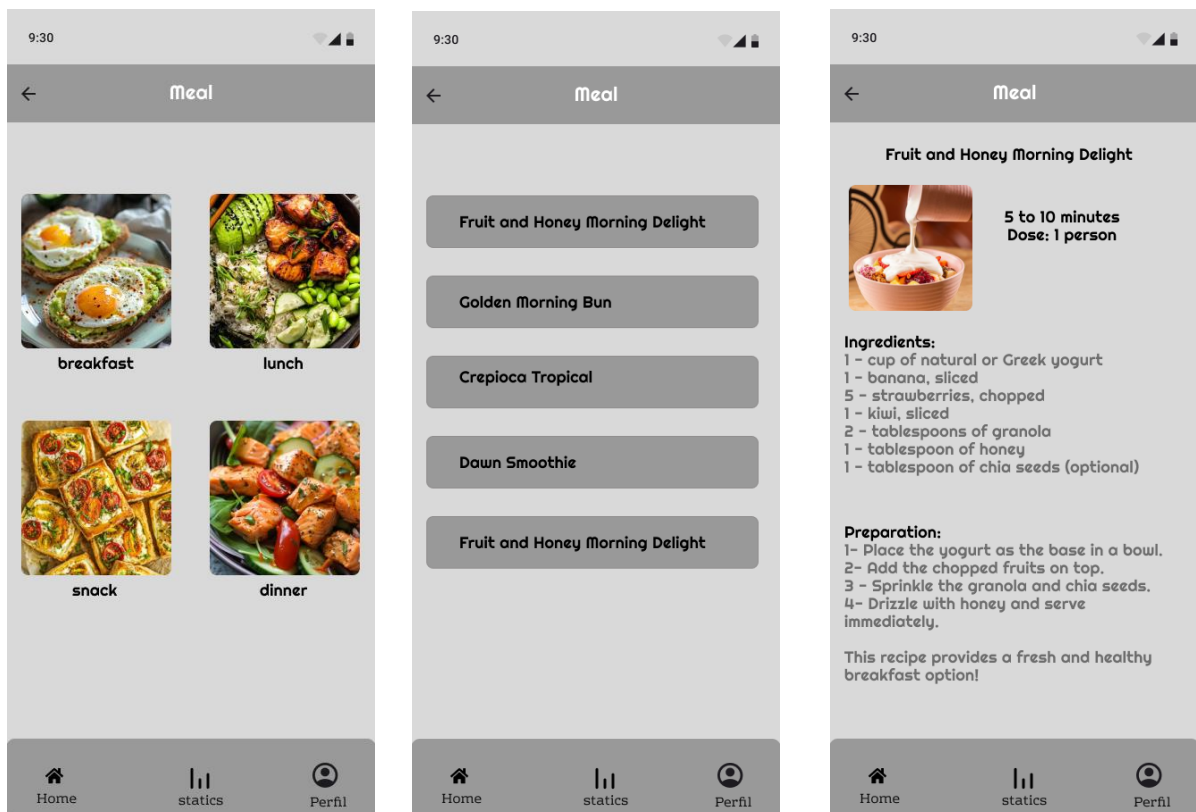 9:30
Meal
breakfast
lunch
snack
dinner
Home
statics
Perfil
9:30
Meal
Fruit and Honey Morning Delight
Golden Morning Bun
Crepioca Tropical
Dawn Smoothie
Fruit and Honey Morning Delight
Home
statics
Perfil
9:30
Meal
Fruit and Honey Morning Delight
5 to 10 minutes
Dose: 1 person
Ingredients:
1 - cup of natural or Greek yogurt
1 - banana, sliced
5 - strawberries, chopped
1 - kiwi, sliced
2 - tablespoons of granola
1 - tablespoon of honey
1 - tablespoon of chia seeds (optional)
Preparation:
1- Place the yogurt as the base in a bowl.
2- Add the chopped fruits on top.
3 - Sprinkle the granola and chia seeds.
4- Drizzle with honey and serve
immediately.
This recipe provides a fresh and healthy
breakfast option!
Home
statics
Perfil